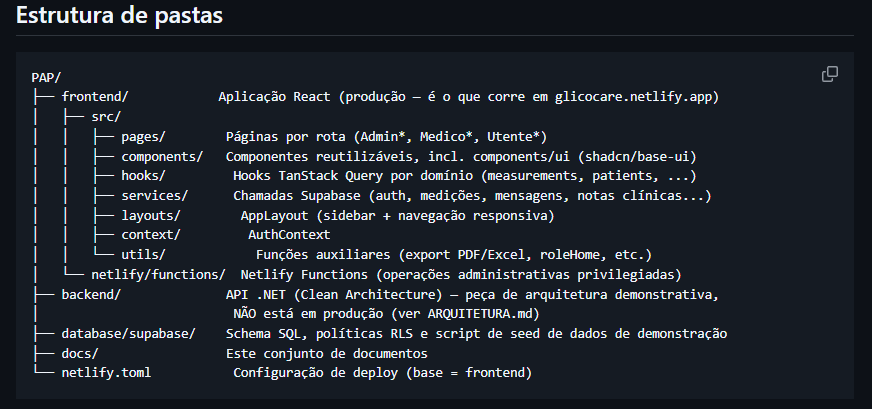 Estrutura de pastas
PAP/
├── frontend/            Aplicação React (produção — é o que corre em glicocare.netlify.app)
│   ├── src/
│   │   ├── pages/        Páginas por rota (Admin*, Medico*, Utente*)
│   │   ├── components/   Componentes reutilizáveis, incl. components/ui (shadcn/base-ui)
│   │   ├── hooks/         Hooks TanStack Query por domínio (measurements, patients, ...)
│   │   ├── services/      Chamadas Supabase (auth, medições, mensagens, notas clínicas...)
│   │   ├── layouts/        AppLayout (sidebar + navegação responsiva)
│   │   ├── context/         AuthContext
│   │   └── utils/            Funções auxiliares (export PDF/Excel, roleHome, etc.)
│   └── netlify/functions/  Netlify Functions (operações administrativas privilegiadas)
├── backend/              API .NET (Clean Architecture) — peça de arquitetura demonstrativa,
│                          NÃO está em produção (ver ARQUITETURA.md)
├── database/supabase/    Schema SQL, políticas RLS e script de seed de dados de demonstração
├── docs/                 Este conjunto de documentos
└── netlify.toml           Configuração de deploy (base = frontend)